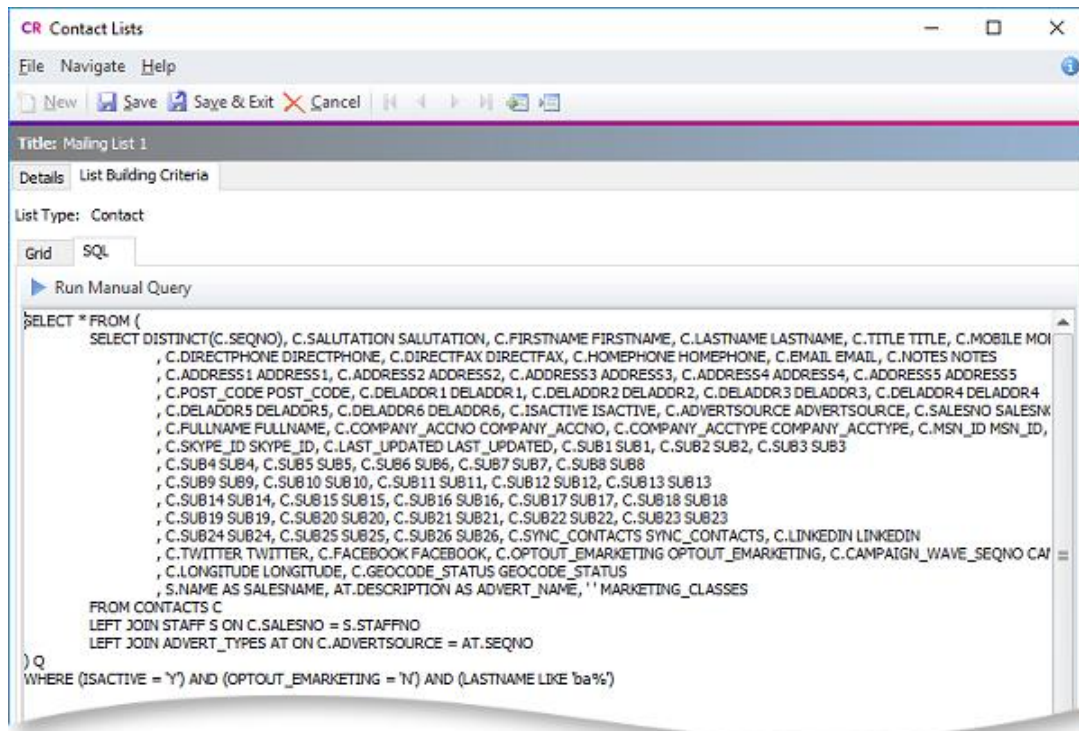 CR Contact Lists
File Navigate Help
New Save Save & Exit Cancel
Title: Mailing List 1
Details List Building Criteria
List Type: Contact
Grid SQL
Run Manual Query
SELECT * FROM (
SELECT DISTINCT(C.SEQNO), C.SALUTATION SALUTATION, C.FIRSTNAME FIRSTNAME, C.LASTNAME LASTNAME, C.TITLE TITLE, C.MOBILE
, C.DIRECTPHONE DIRECTPHONE, C.DIRECTFAX DIRECTFAX, C.HOMEPHONE HOMEPHONE, C.EMAIL EMAIL, C.NOTES NOTES
, C.ADDRESS1 ADDRESS1, C.ADDRESS2 ADDRESS2, C.ADDRESS3 ADDRESS3, C.ADDRESS4 ADDRESS4, C.ADDRESS5 ADDRESS5
, C.POST_CODE POST_CODE, C.DELADDR1 DELADDR1, C.DELADDR2 DELADDR2, C.DELADDR3 DELADDR3, C.DELADDR4 DELADDR4
, C.DELADDR5 DELADDR5, C.DELADDR6 DELADDR6, C.ISACTIVE ISACTIVE, C.ADVERTSOURCE ADVERTSOURCE, C.SALESNO
, C.FULLNAME FULLNAME, C.COMPANY_ACCNO COMPANY_ACCNO, C.COMPANY_ACCTYPE COMPANY_ACCTYPE, C.MSN_ID MSN_ID,
, C.SKYPE_ID SKYPE_ID, C.LAST_UPDATED LAST_UPDATED, C.SUB1 SUB1, C.SUB2 SUB2, C.SUB3 SUB3
, C.SUB4 SUB4, C.SUB5 SUB5, C.SUB6 SUB6, C.SUB7 SUB7, C.SUB8 SUB8
, C.SUB9 SUB9, C.SUB10 SUB10, C.SUB11 SUB11, C.SUB12 SUB12, C.SUB13 SUB13
, C.SUB14 SUB14, C.SUB15 SUB15, C.SUB16 SUB16, C.SUB17 SUB17, C.SUB18 SUB18
, C.SUB19 SUB19, C.SUB20 SUB20, C.SUB21 SUB21, C.SUB22 SUB22, C.SUB23 SUB23
, C.SUB24 SUB24, C.SUB25 SUB25, C.SUB26 SUB26, C.SYNC_CONTACTS SYNC_CONTACTS, C.LINKEDIN LINKEDIN
, C.TWITTER TWITTER, C.FACEBOOK FACEBOOK, C.OPTOUT_EMARKETING OPTOUT_EMARKETING, C.CAMPAIGN_WAVE_SEQNO
, C.LONGITUDE LONGITUDE, C.GEOCODE_STATUS GEOCODE_STATUS
, S.NAME AS SALESNAME, AT.DESCRIPTION AS ADVERT_NAME, ' ' MARKETING_CLASSES
FROM CONTACTS C
LEFT JOIN STAFF S ON C.SALESNO = S.STAFFNO
LEFT JOIN ADVERT_TYPES AT ON C.ADVERTSOURCE = AT.SEQNO
) Q
WHERE (ISACTIVE = 'Y') AND (OPTOUT_EMARKETING = 'N') AND (LASTNAME LIKE 'ba%')